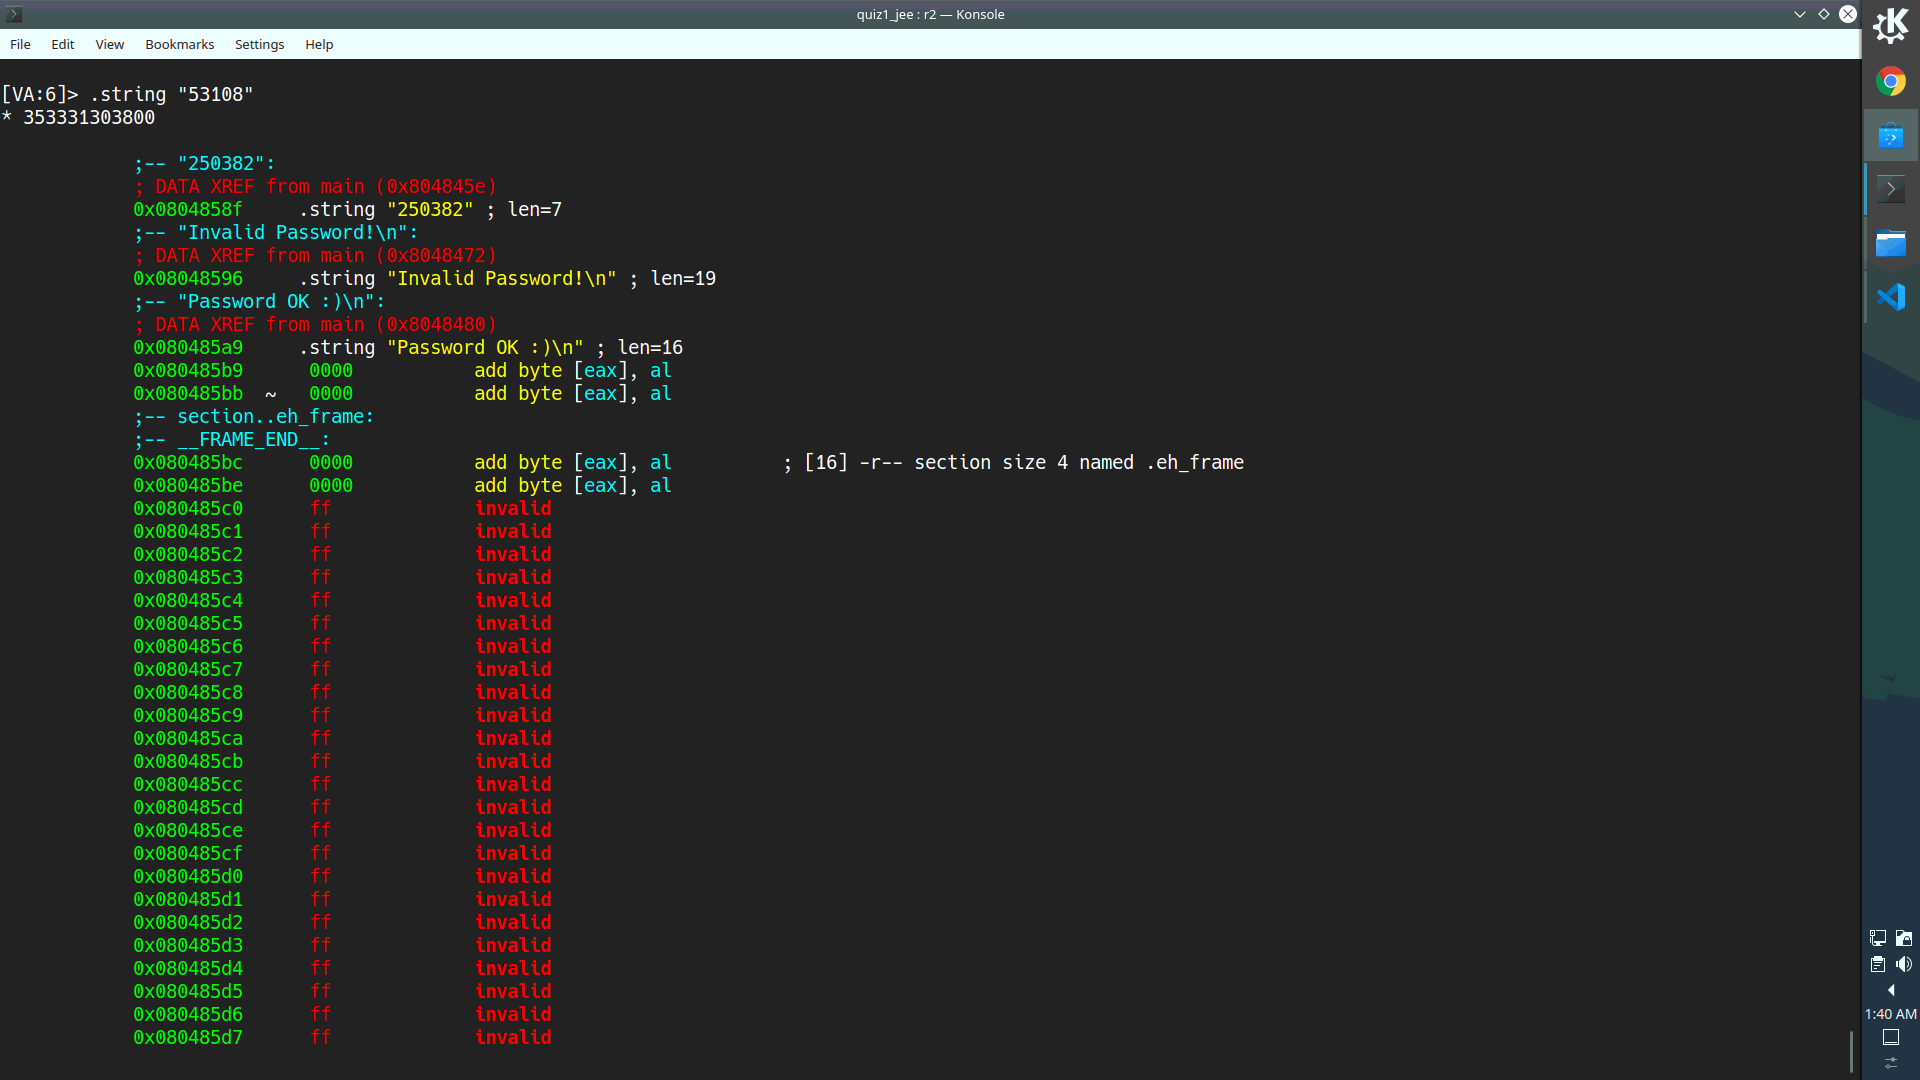 quiz1_jee : r2 — Konsole
File Edit View Bookmarks Settings Help
[VA:6]> .string "53108"
* 353331303800
;-- "250382":
; DATA XREF from main (0x804845e)
0x0804858f .string "250382" ; len=7
;-- "Invalid Password!\n":
; DATA XREF from main (0x8048472)
0x08048596 .string "Invalid Password!\n" ; len=19
;-- "Password OK :)\n":
; DATA XREF from main (0x8048480)
0x080485a9 .string "Password OK :)\n" ; len=16
0x080485b9 0000 add byte [eax], al
0x080485bb ~ 0000 add byte [eax], al
;-- section..eh_frame:
;-- __FRAME_END__:
0x080485bc 0000 add byte [eax], al ; [16] -r-- section size 4 named .eh_frame
0x080485be 0000 add byte [eax], al
0x080485c0 ff invalid
0x080485c1 ff invalid
0x080485c2 ff invalid
0x080485c3 ff invalid
0x080485c4 ff invalid
0x080485c5 ff invalid
0x080485c6 ff invalid
0x080485c7 ff invalid
0x080485c8 ff invalid
0x080485c9 ff invalid
0x080485ca ff invalid
0x080485cb ff invalid
0x080485cc ff invalid
0x080485cd ff invalid
0x080485ce ff invalid
0x080485cf ff invalid
0x080485d0 ff invalid
0x080485d1 ff invalid
0x080485d2 ff invalid
0x080485d3 ff invalid
0x080485d4 ff invalid
0x080485d5 ff invalid
0x080485d6 ff invalid
0x080485d7 ff invalid
1:40 AM